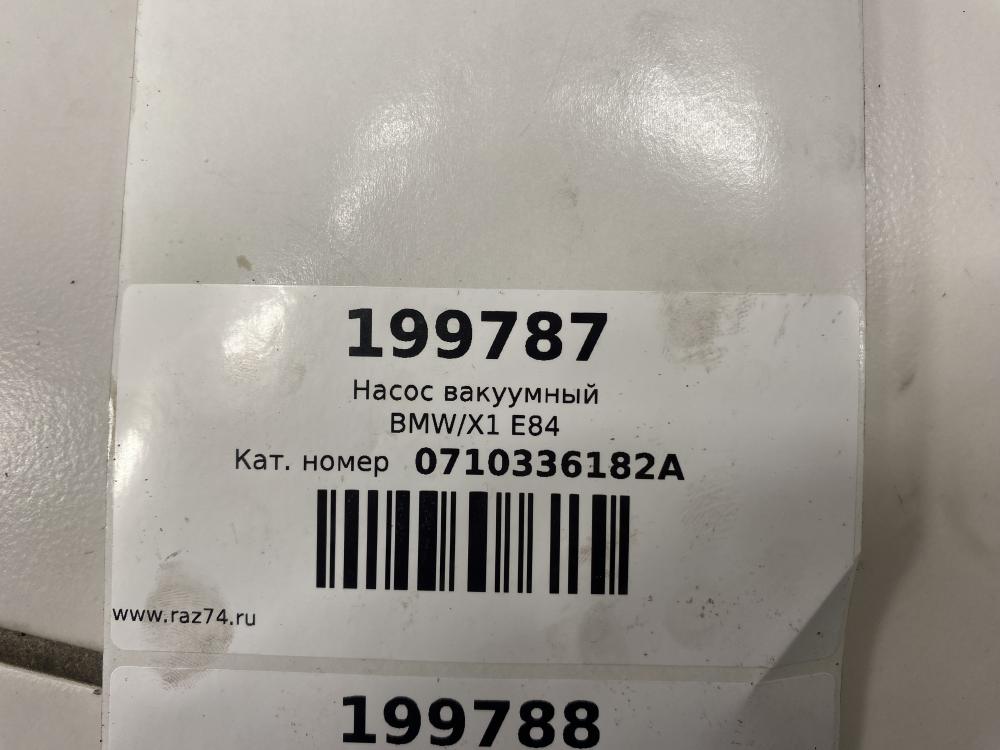 199787
Насос вакуумный
BMW/X1 E84
Кат. номер 0710336182A
www.raz74.ru
199788